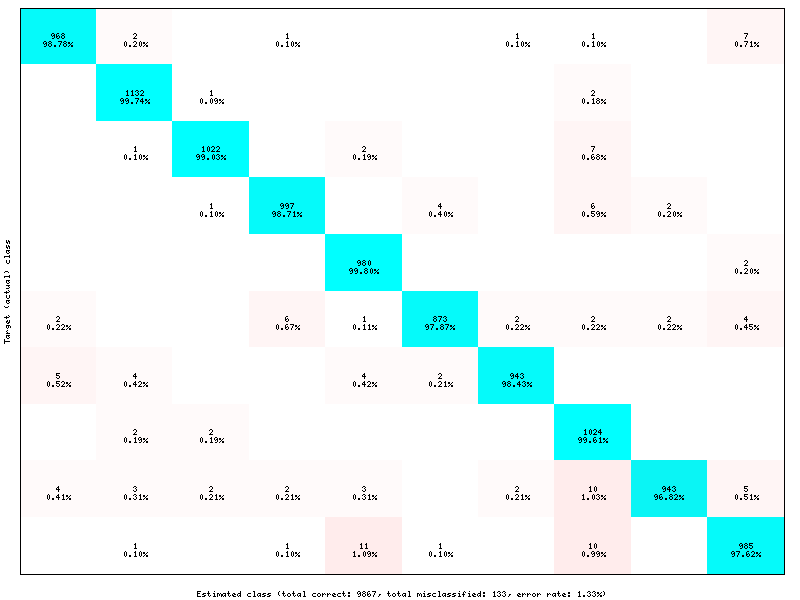 968 2 1 1 1 7
98.78% 0.20% 0.10% 0.10% 0.10% 0.71%
1132 1 2
99.74% 0.09% 0.18%
1 1022 2 7
0.10% 99.03% 0.19% 0.68%
1 997 4 6 2
0.10% 98.71% 0.40% 0.59% 0.20%
980 2
99.80% 0.20%
2 6 1 873 2 2 2 4
0.22% 0.67% 0.11% 97.87% 0.22% 0.22% 0.22% 0.45%
5 4 4 2 943
0.52% 0.42% 0.42% 0.21% 98.43%
2 2 1024
0.19% 0.19% 99.61%
4 3 2 2 3 2 10 943 5
0.41% 0.31% 0.21% 0.21% 0.31% 0.21% 1.03% 96.82% 0.51%
1 1 11 1 10 985
0.10% 0.10% 1.09% 0.10% 0.99% 97.62%
Target (actual) class
Estimated class (total correct: 9867, total misclassified: 133, error rate: 1.33%)